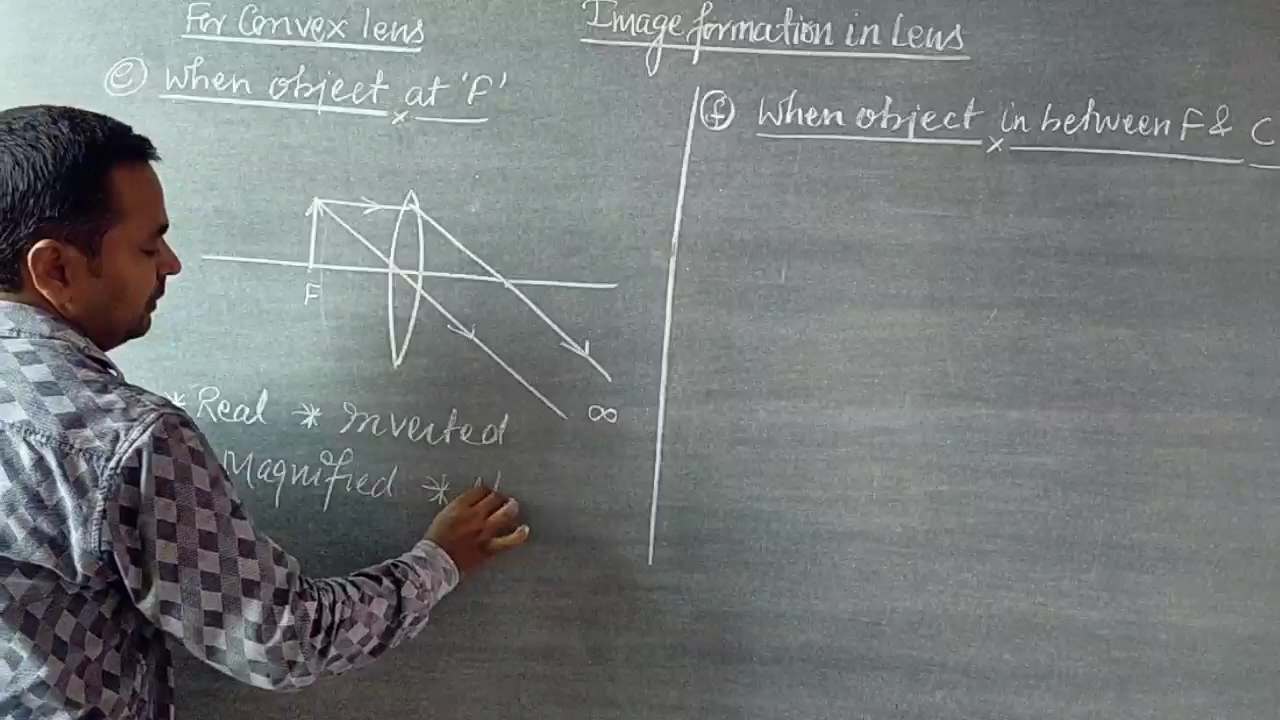 For Convex lens
Image formation in Lens
(e) When object at 'F'
F
∞
* Real * Inverted
Magnified *
(f) When object in between F & C